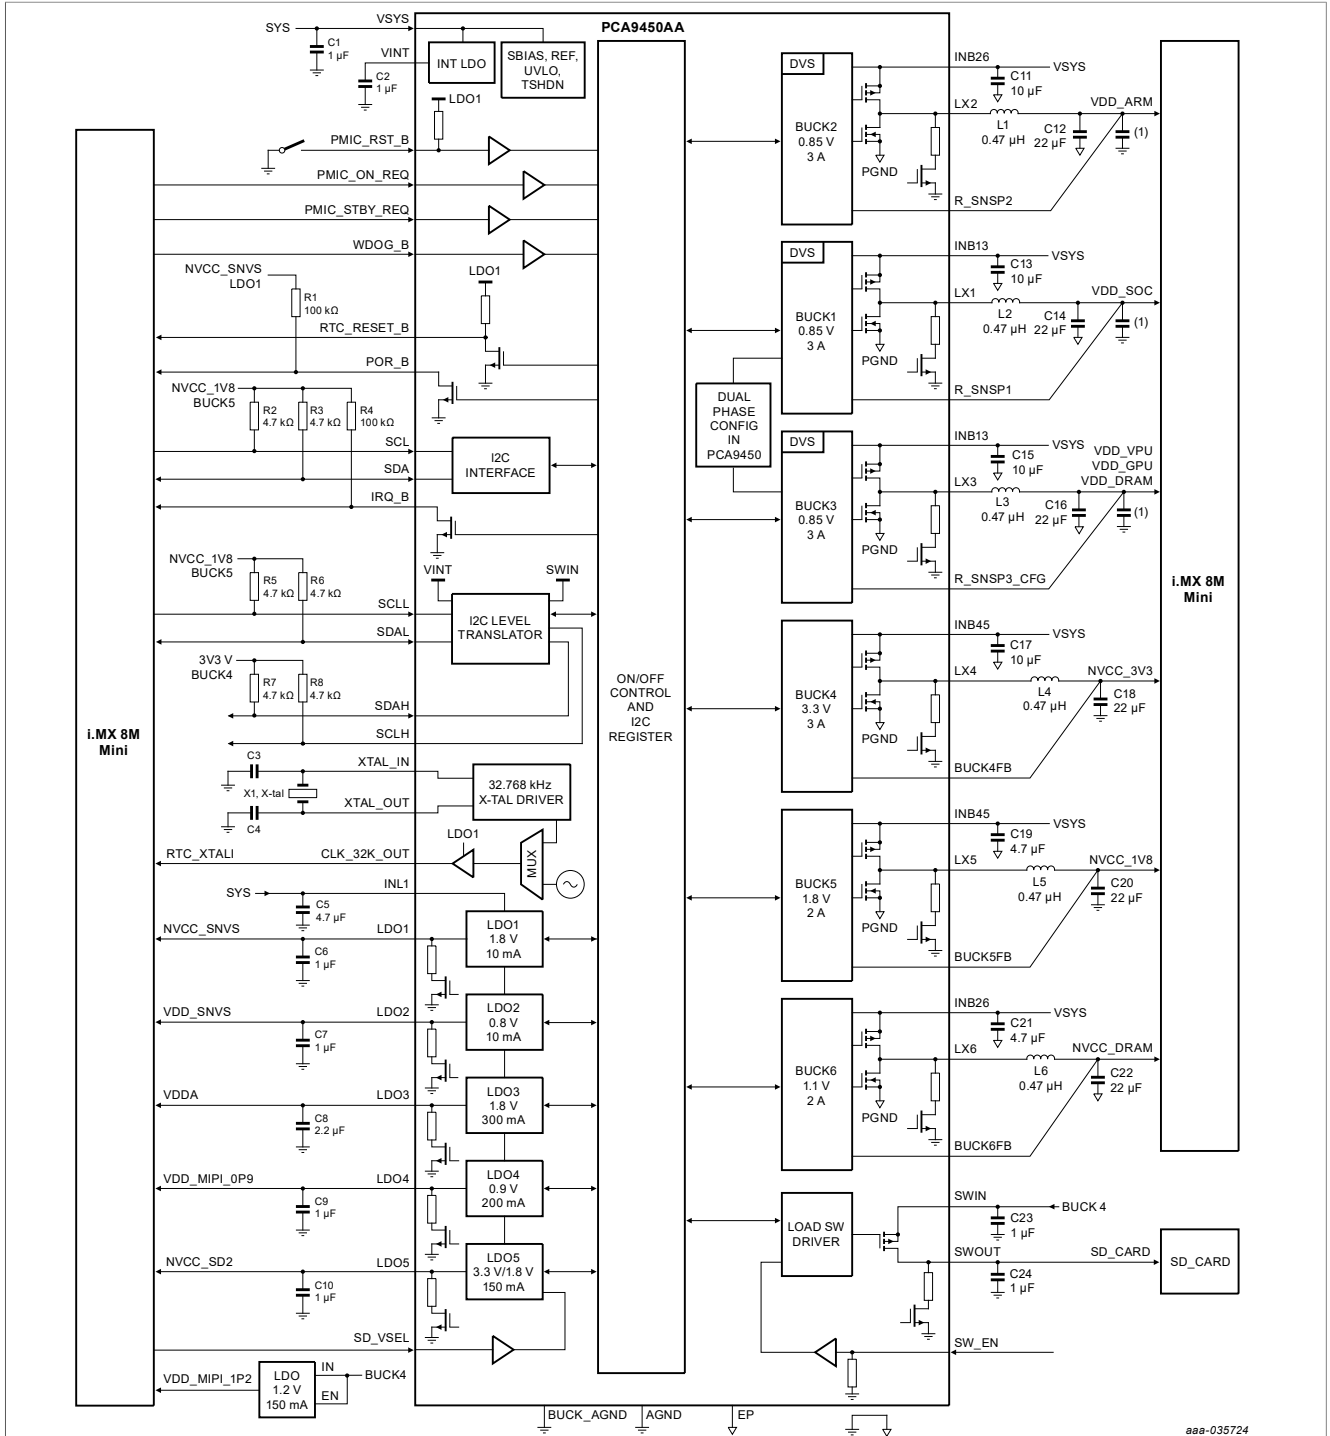 PCA9450AA
SYS
VSYS
C1
1 µF
VINT
C2
1 µF
INT LDO
SBIAS, REF,
UVLO,
TSHDN
LDO1
PMIC_RST_B
PMIC_ON_REQ
PMIC_STBY_REQ
WDOG_B
NVCC_SNVS
LDO1
R1
100 kΩ
LDO1
RTC_RESET_B
POR_B
NVCC_1V8
BUCK5
R2
4.7 kΩ
R3
4.7 kΩ
R4
100 kΩ
SCL
SDA
IRQ_B
I2C
INTERFACE
NVCC_1V8
BUCK5
R5
4.7 kΩ
R6
4.7 kΩ
VINT
SWIN
SCLL
SDAL
I2C LEVEL
TRANSLATOR
3V3 V
BUCK4
R7
4.7 kΩ
R8
4.7 kΩ
SDAH
SCLH
i.MX 8M
Mini
C3
XTAL_IN
X1, X-tal
XTAL_OUT
C4
32.768 kHz
X-TAL DRIVER
LDO1
MUX
RTC_XTALI
CLK_32K_OUT
SYS
INL1
C5
4.7 µF
NVCC_SNVS
LDO1
C6
1 µF
LDO1
1.8 V
10 mA
VDD_SNVS
LDO2
C7
1 µF
LDO2
0.8 V
10 mA
VDDA
LDO3
C8
2.2 µF
LDO3
1.8 V
300 mA
VDD_MIPI_0P9
LDO4
C9
1 µF
LDO4
0.9 V
200 mA
NVCC_SD2
LDO5
C10
1 µF
LDO5
3.3 V/1.8 V
150 mA
SD_VSEL
VDD_MIPI_1P2
LDO
1.2 V
150 mA
IN
EN
BUCK4
ON/OFF
CONTROL
AND
I2C
REGISTER
DVS
BUCK2
0.85 V
3 A
PGND
INB26
VSYS
C11
10 µF
LX2
L1
0.47 µH
C12
22 µF
VDD_ARM
(1)
R_SNSP2
DVS
BUCK1
0.85 V
3 A
PGND
INB13
VSYS
C13
10 µF
LX1
L2
0.47 µH
C14
22 µF
VDD_SOC
(1)
R_SNSP1
DUAL
PHASE
CONFIG
IN
PCA9450
DVS
BUCK3
0.85 V
3 A
PGND
INB13
VSYS
C15
10 µF
LX3
L3
0.47 µH
C16
22 µF
VDD_VPU
VDD_GPU
VDD_DRAM
(1)
R_SNSP3_CFG
i.MX 8M
Mini
BUCK4
3.3 V
3 A
PGND
INB45
VSYS
C17
10 µF
LX4
L4
0.47 µH
NVCC_3V3
C18
22 µF
BUCK4FB
BUCK5
1.8 V
2 A
PGND
INB45
VSYS
C19
4.7 µF
LX5
L5
0.47 µH
NVCC_1V8
C20
22 µF
BUCK5FB
BUCK6
1.1 V
2 A
PGND
INB26
VSYS
C21
4.7 µF
LX6
L6
0.47 µH
NVCC_DRAM
C22
22 µF
BUCK6FB
LOAD SW
DRIVER
SWIN
BUCK 4
C23
1 µF
SWOUT
SD_CARD
C24
1 µF
SD_CARD
SW_EN
BUCK_AGND
AGND
EP
aaa-035724